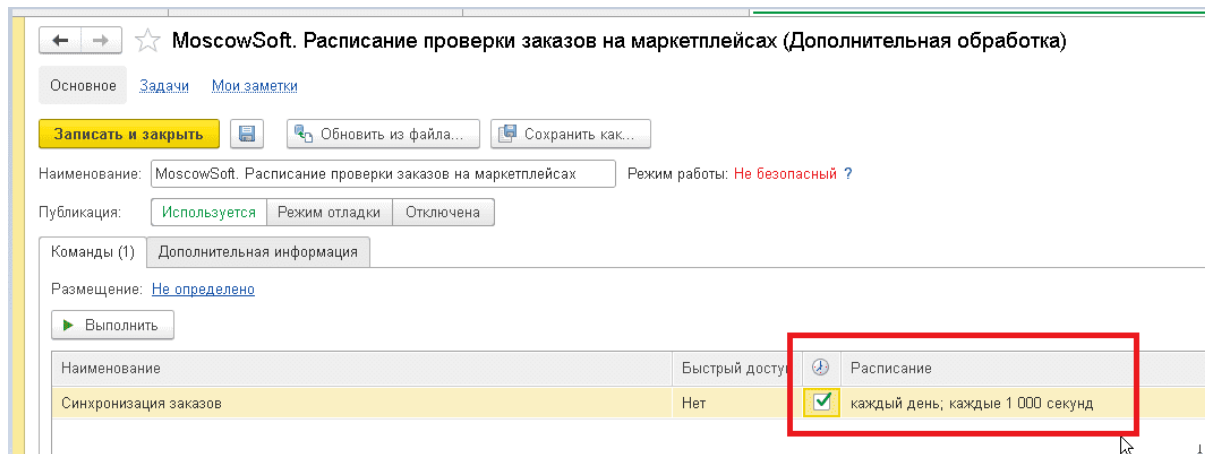 MoscowSoft. Расписание проверки заказов на маркетплейсах (Дополнительная обработка)
Основное Задачи Мои заметки
Записать и закрыть Обновить из файла... Сохранить как...
Наименование: MoscowSoft. Расписание проверки заказов на маркетплейсах Режим работы: Не безопасный ?
Публикация: Используется Режим отладки Отключена
Команды (1) Дополнительная информация
Размещение: Не определено
Выполнить
Наименование Быстрый доступ Расписание
Синхронизация заказов Нет каждый день; каждые 1 000 секунд